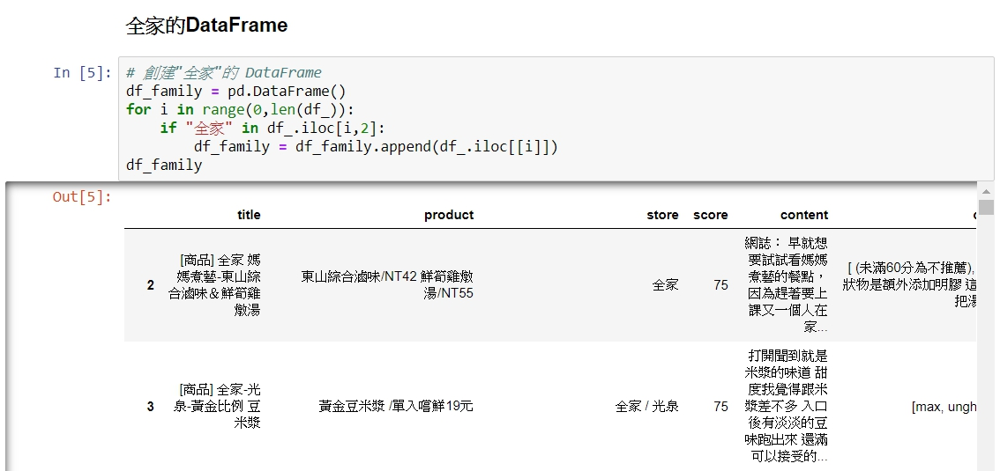 全家的DataFrame
In [5]: # 創建"全家"的 DataFrame
df_family = pd.DataFrame()
for i in range(0,len(df_)):
    if "全家" in df_.iloc[i,2]:
        df_family = df_family.append(df_.iloc[[i]])
df_family
Out[5]:
title product store score content
[商品] 全家 媽
媽煮藝-東山綜
合滷味＆鮮筍雞
燉湯
2
東山綜合滷味/NT42 鮮筍雞燉
湯/NT55
全家
75
網誌： 早就想
要試試看媽媽
煮藝的餐點，
因為趕著要上
課又一個人在
家...
[ (未滿60分為不推薦),
狀物是額外添加明膠 這
把湯
[商品] 全家-光
泉-黃金比例 豆
米漿
3
黃金豆米漿 /單入嚐鮮19元
全家 / 光泉
75
打開聞到就是
米漿的味道 甜
度我覺得跟米
漿差不多 入口
後有淡淡的豆
味跑出來 還滿
可以接受的...
[max, ungh